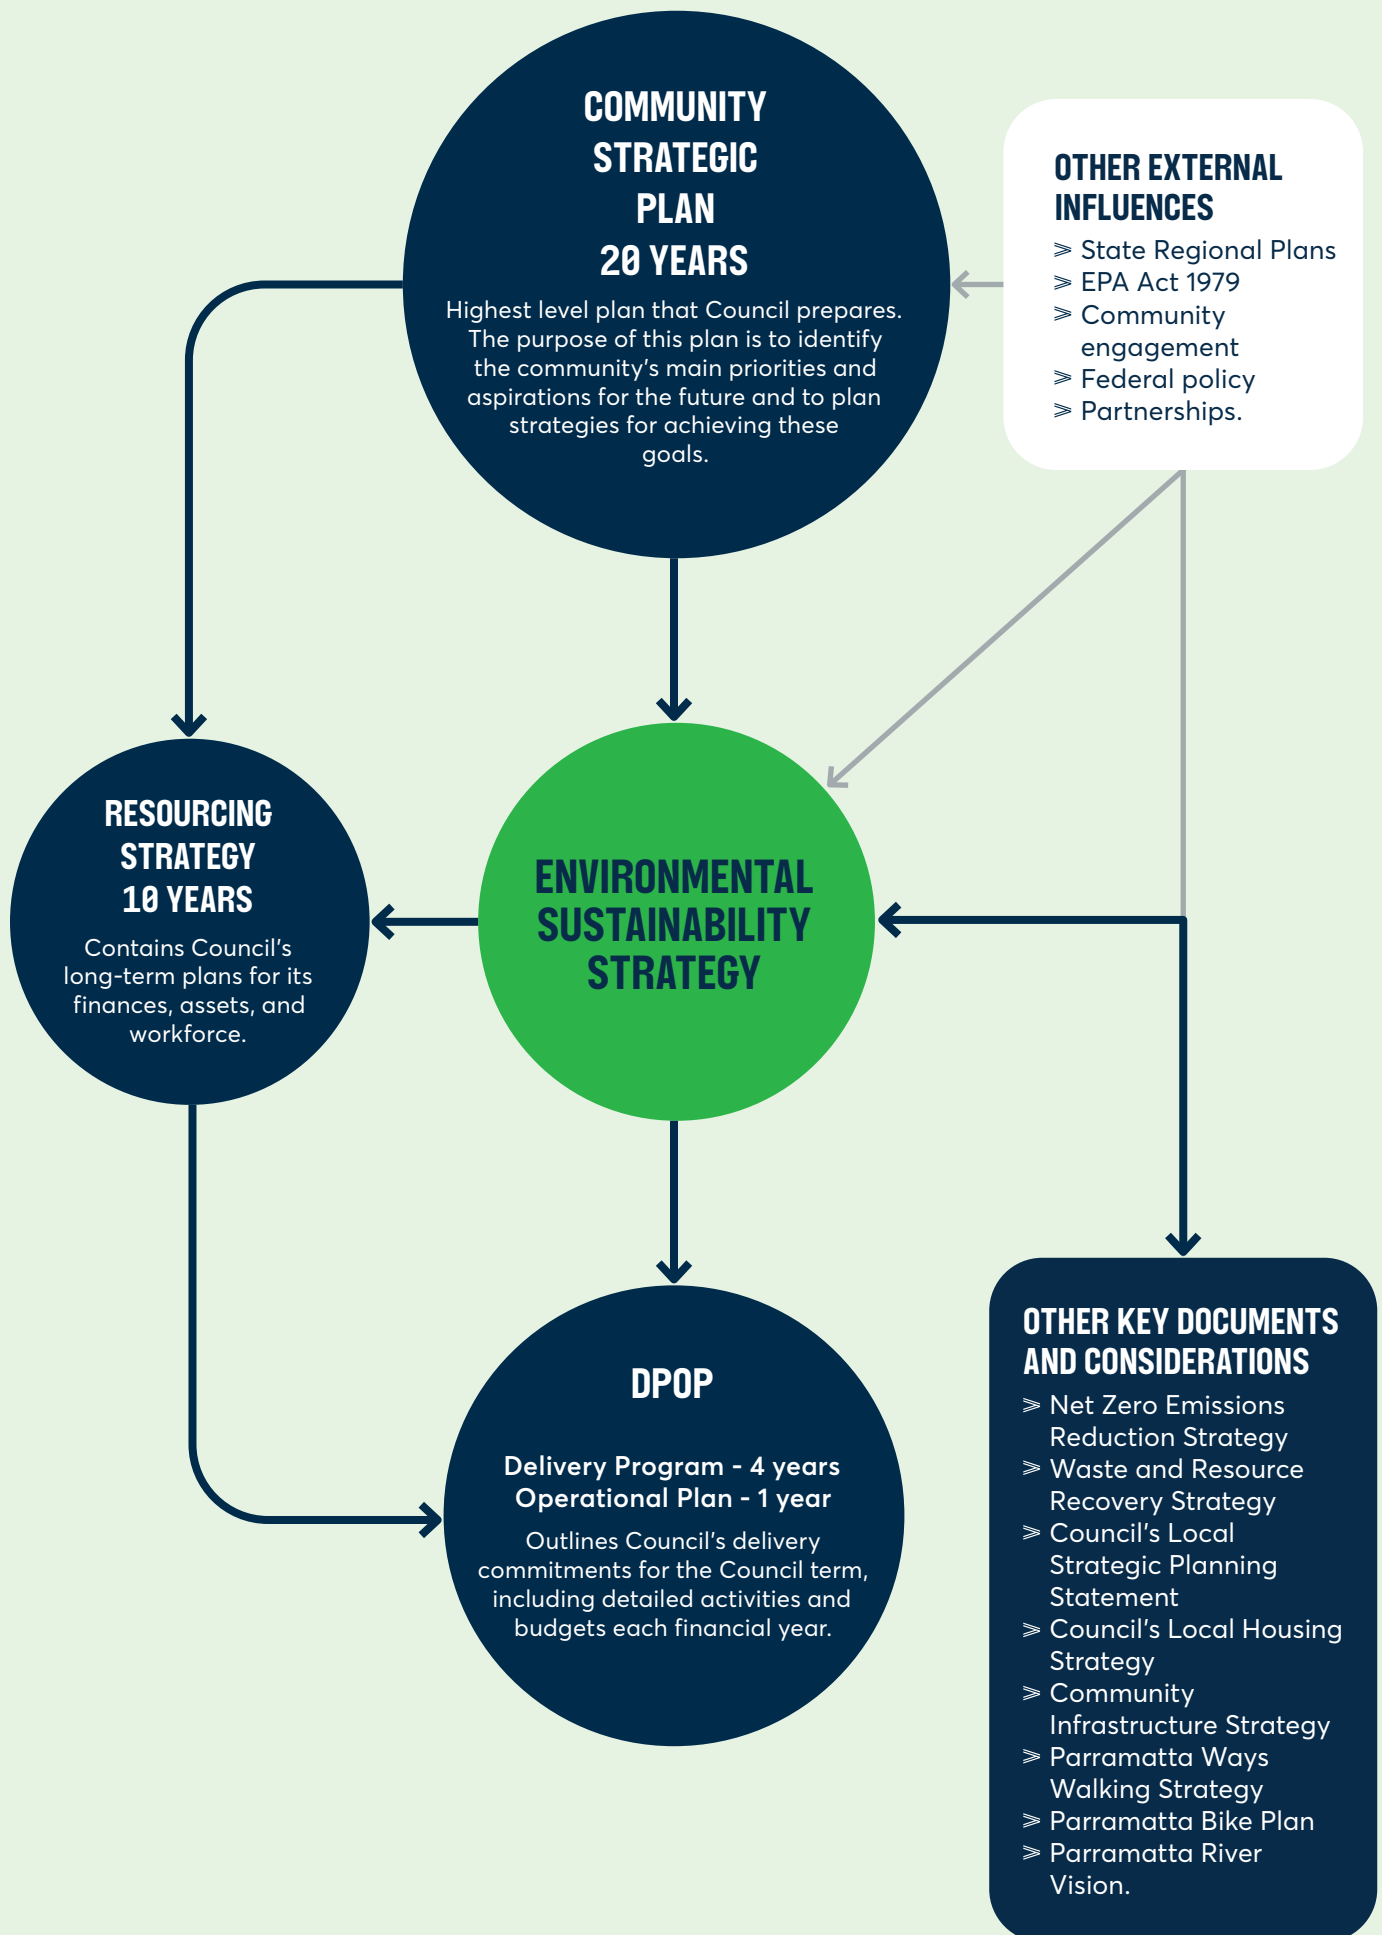 COMMUNITY
STRATEGIC
PLAN
20 YEARS
Highest level plan that Council prepares.
The purpose of this plan is to identify
the community's main priorities and
aspirations for the future and to plan
strategies for achieving these
goals.
OTHER EXTERNAL
INFLUENCES
⪢ State Regional Plans
⪢ EPA Act 1979
⪢ Community
engagement
⪢ Federal policy
⪢ Partnerships.
RESOURCING
STRATEGY
10 YEARS
Contains Council's
long-term plans for its
finances, assets, and
workforce.
ENVIRONMENTAL
SUSTAINABILITY
STRATEGY
DPOP
Delivery Program - 4 years
Operational Plan - 1 year
Outlines Council's delivery
commitments for the Council term,
including detailed activities and
budgets each financial year.
OTHER KEY DOCUMENTS
AND CONSIDERATIONS
⪢ Net Zero Emissions
Reduction Strategy
⪢ Waste and Resource
Recovery Strategy
⪢ Council's Local
Strategic Planning
Statement
⪢ Council's Local Housing
Strategy
⪢ Community
Infrastructure Strategy
⪢ Parramatta Ways
Walking Strategy
⪢ Parramatta Bike Plan
⪢ Parramatta River
Vision.